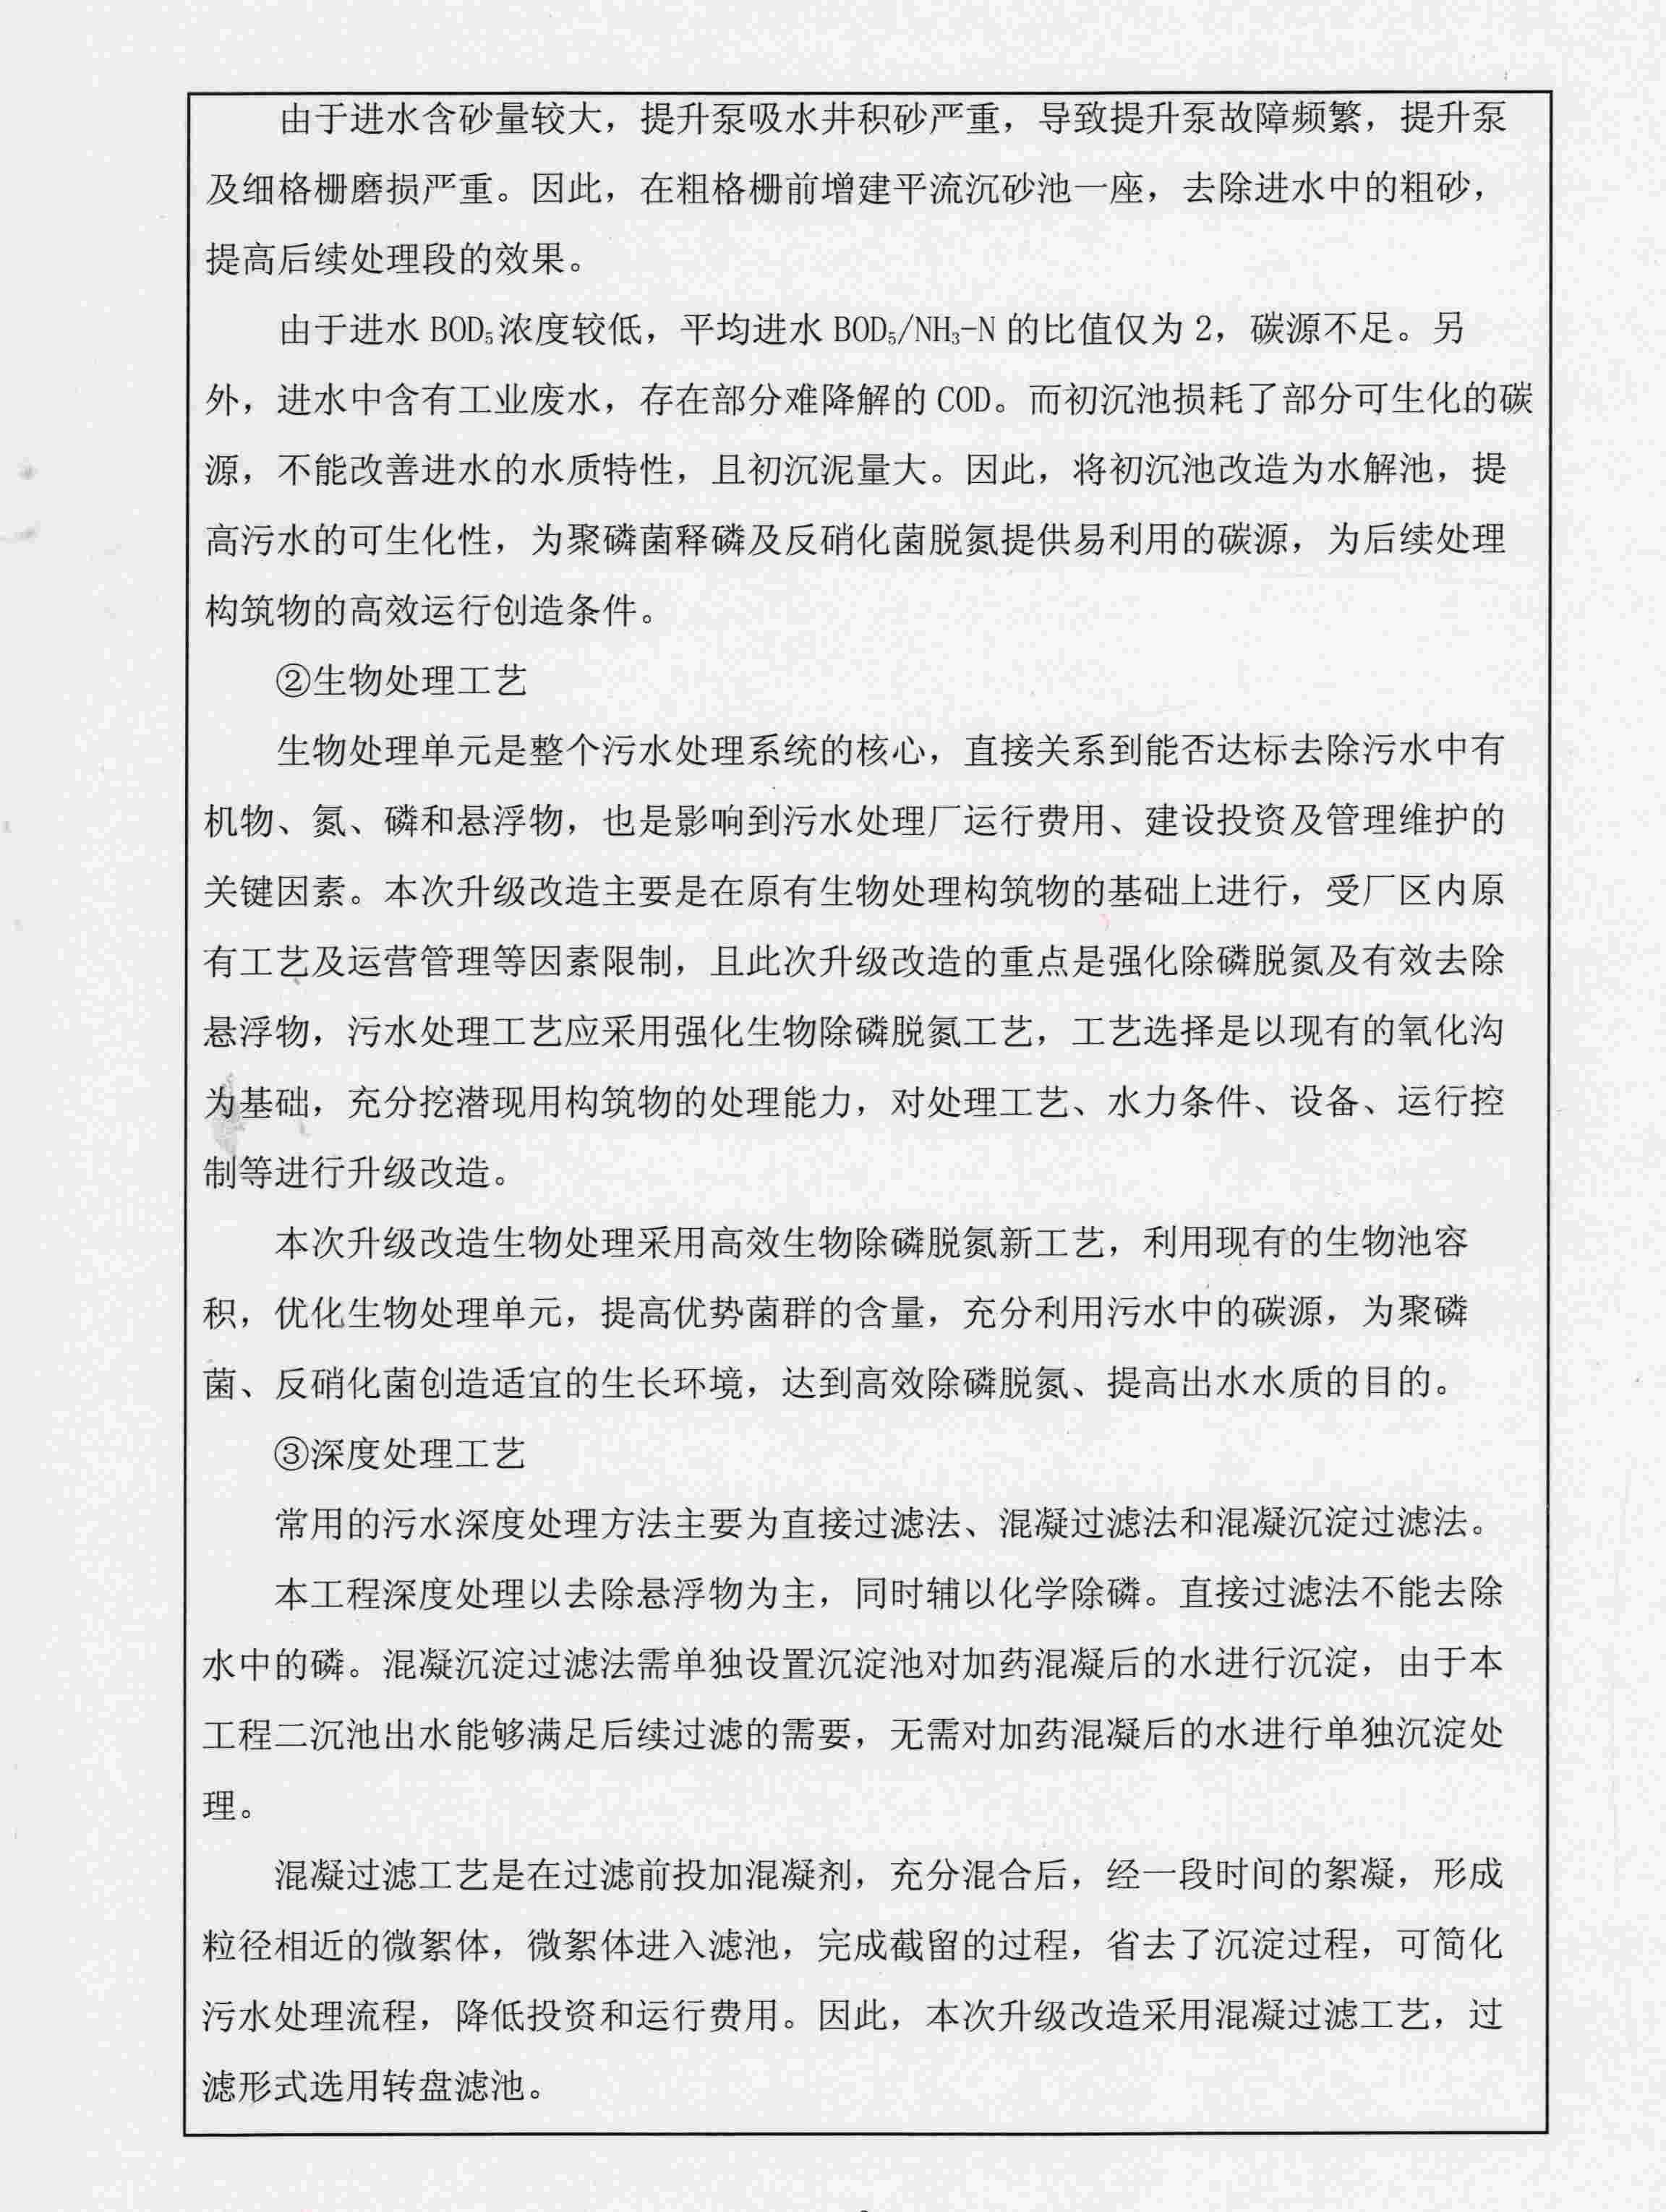 由于进水含砂量较大，提升泵吸水井积砂严重，导致提升泵故障频繁，提升泵
及细格栅磨损严重。因此，在粗格栅前增建平流沉砂池一座，去除进水中的粗砂，
提高后续处理段的效果。
由于进水 BOD₅浓度较低，平均进水 BOD₅/NH₃-N 的比值仅为 2，碳源不足。另
外，进水中含有工业废水，存在部分难降解的 COD。而初沉池损耗了部分可生化的碳
源，不能改善进水的水质特性，且初沉泥量大。因此，将初沉池改造为水解池，提
高污水的可生化性，为聚磷菌释磷及反硝化菌脱氮提供易利用的碳源，为后续处理
构筑物的高效运行创造条件。
②生物处理工艺
生物处理单元是整个污水处理系统的核心，直接关系到能否达标去除污水中有
机物、氮、磷和悬浮物，也是影响到污水处理厂运行费用、建设投资及管理维护的
关键因素。本次升级改造主要是在原有生物处理构筑物的基础上进行，受厂区内原
有工艺及运营管理等因素限制，且此次升级改造的重点是强化除磷脱氮及有效去除
悬浮物，污水处理工艺应采用强化生物除磷脱氮工艺，工艺选择是以现有的氧化沟
为基础，充分挖潜现用构筑物的处理能力，对处理工艺、水力条件、设备、运行控
制等进行升级改造。
本次升级改造生物处理采用高效生物除磷脱氮新工艺，利用现有的生物池容
积，优化生物处理单元，提高优势菌群的含量，充分利用污水中的碳源，为聚磷
菌、反硝化菌创造适宜的生长环境，达到高效除磷脱氮、提高出水水质的目的。
③深度处理工艺
常用的污水深度处理方法主要为直接过滤法、混凝过滤法和混凝沉淀过滤法。
本工程深度处理以去除悬浮物为主，同时辅以化学除磷。直接过滤法不能去除
水中的磷。混凝沉淀过滤法需单独设置沉淀池对加药混凝后的水进行沉淀，由于本
工程二沉池出水能够满足后续过滤的需要，无需对加药混凝后的水进行单独沉淀处
理。
混凝过滤工艺是在过滤前投加混凝剂，充分混合后，经一段时间的絮凝，形成
粒径相近的微絮体，微絮体进入滤池，完成截留的过程，省去了沉淀过程，可简化
污水处理流程，降低投资和运行费用。因此，本次升级改造采用混凝过滤工艺，过
滤形式选用转盘滤池。